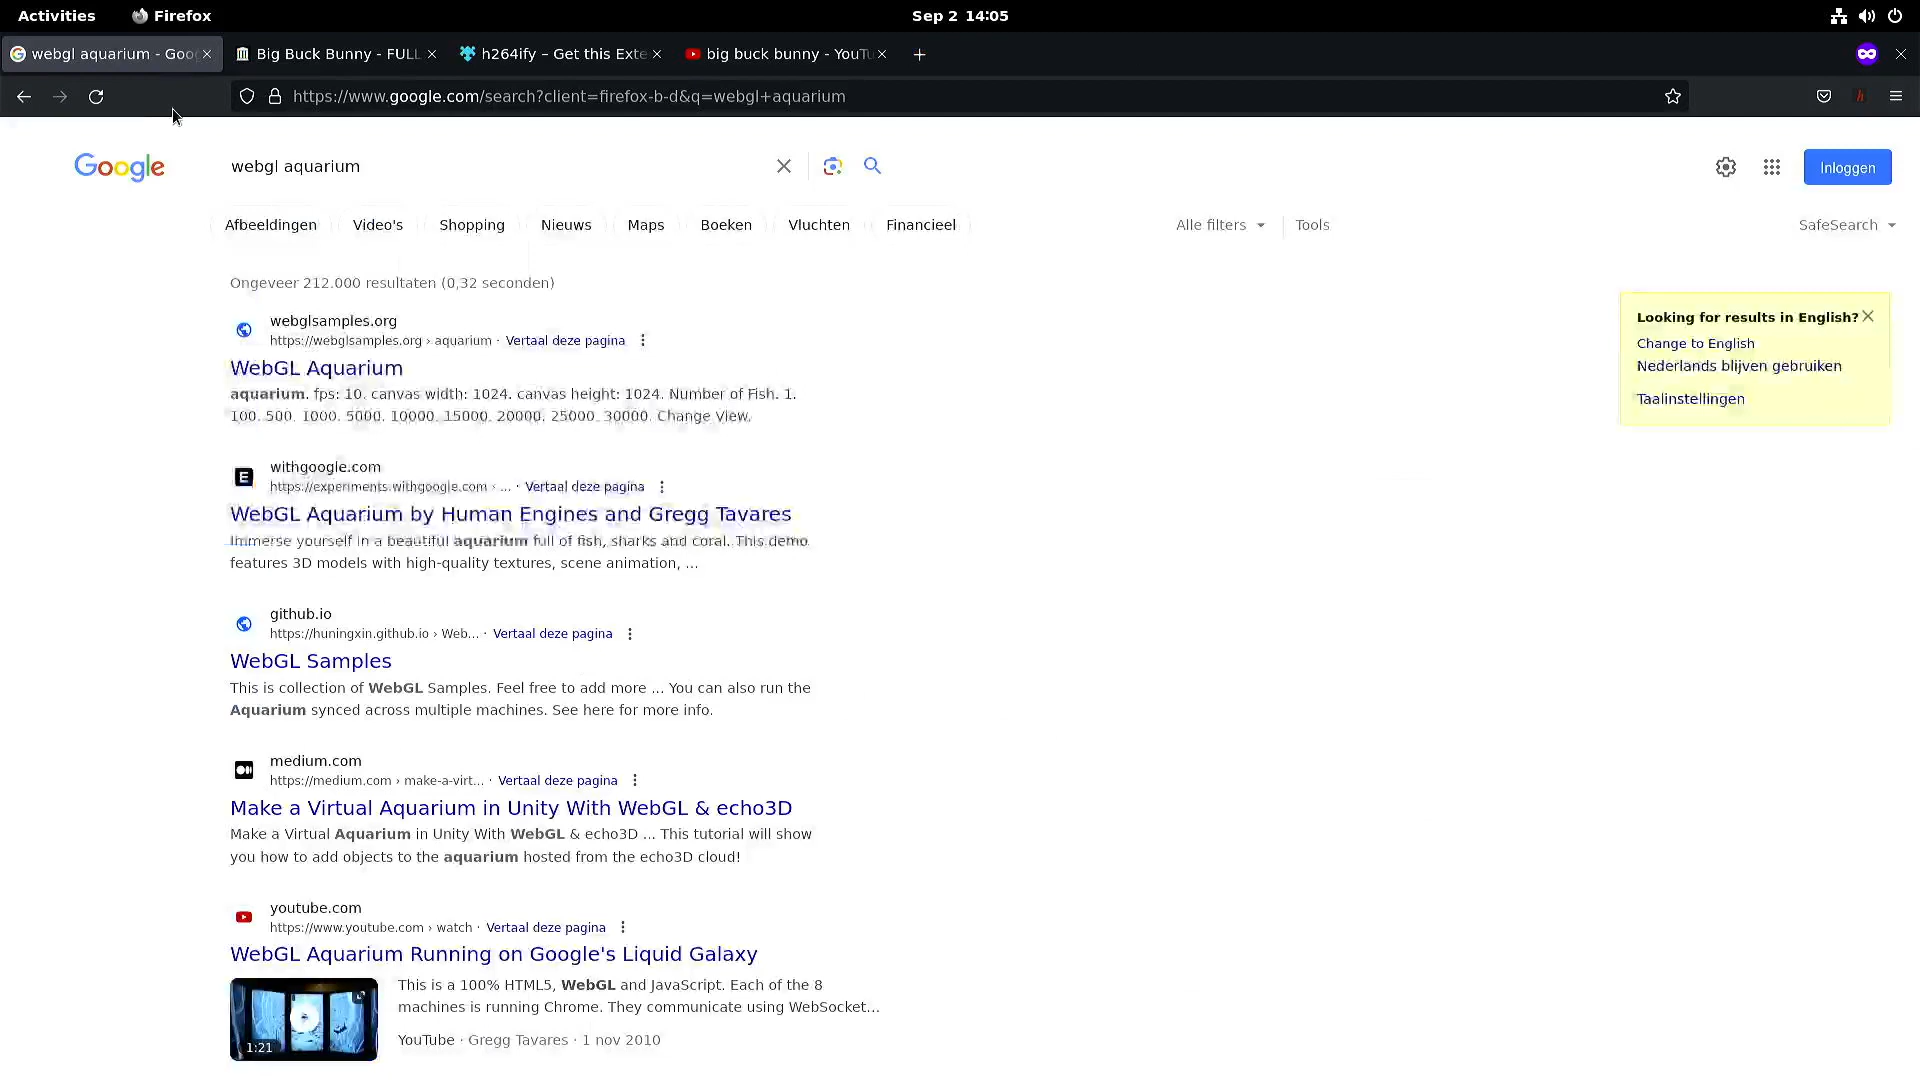 Activities Firefox Sep 2 14:05
webgl aquarium - Goo Big Buck Bunny - FULL h264ify – Get this Exte big buck bunny - YouTu
https://www.google.com/search?client=firefox-b-d&q=webgl+aquarium
Google webgl aquarium Inloggen
Afbeeldingen Video's Shopping Nieuws Maps Boeken Vluchten Financieel Alle filters Tools SafeSearch
Ongeveer 212.000 resultaten (0,32 seconden)
webglsamples.org
https://webglsamples.org › aquarium · Vertaal deze pagina
WebGL Aquarium
aquarium. fps: 10. canvas width: 1024. canvas height: 1024. Number of Fish. 1.
100. 500. 1000. 5000. 10000. 15000. 20000. 25000. 30000. Change View.
Looking for results in English?
Change to English
Nederlands blijven gebruiken
Taalinstellingen
withgoogle.com
https://experiments.withgoogle.com › ... · Vertaal deze pagina
WebGL Aquarium by Human Engines and Gregg Tavares
Immerse yourself in a beautiful aquarium full of fish, sharks and coral. This demo
features 3D models with high-quality textures, scene animation, ...
github.io
https://huningxin.github.io › Web... · Vertaal deze pagina
WebGL Samples
This is collection of WebGL Samples. Feel free to add more ... You can also run the
Aquarium synced across multiple machines. See here for more info.
medium.com
https://medium.com › make-a-virt... · Vertaal deze pagina
Make a Virtual Aquarium in Unity With WebGL & echo3D
Make a Virtual Aquarium in Unity With WebGL & echo3D ... This tutorial will show
you how to add objects to the aquarium hosted from the echo3D cloud!
youtube.com
https://www.youtube.com › watch · Vertaal deze pagina
WebGL Aquarium Running on Google's Liquid Galaxy
This is a 100% HTML5, WebGL and JavaScript. Each of the 8
machines is running Chrome. They communicate using WebSocket...
YouTube · Gregg Tavares · 1 nov 2010
1:21